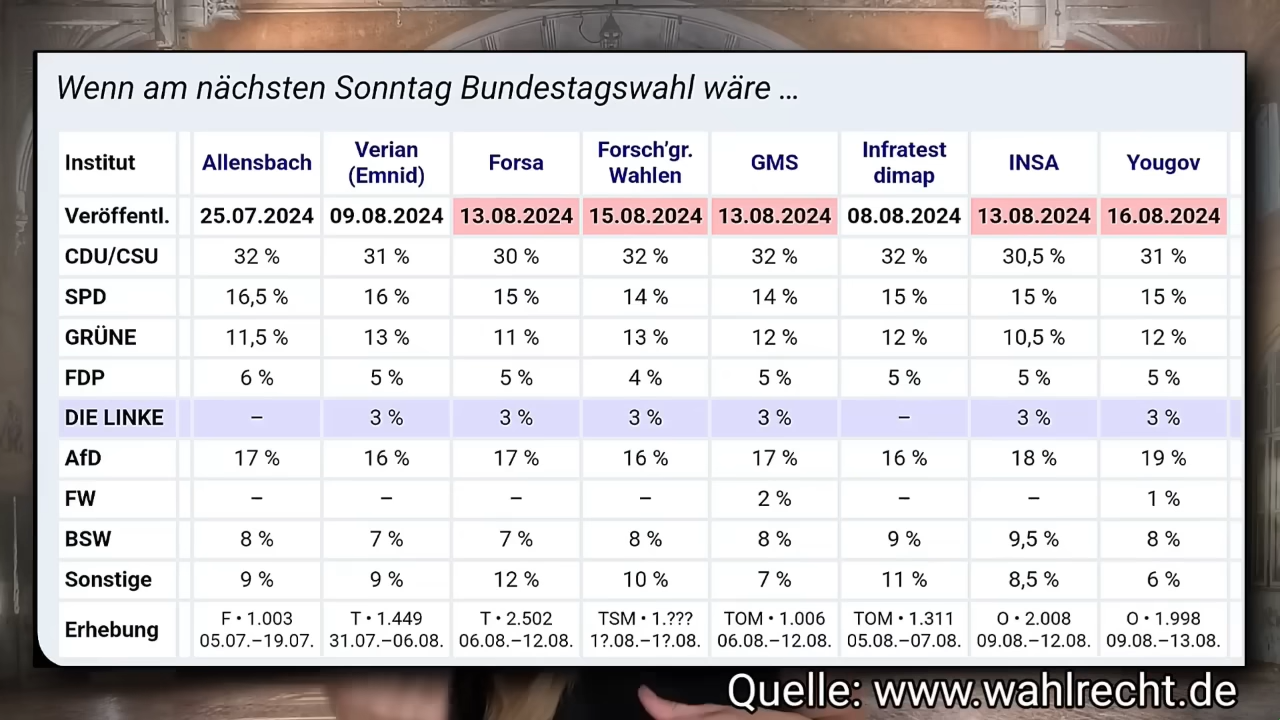 Wenn am nächsten Sonntag Bundestagswahl wäre ...
Institut Allensbach Verian (Emnid) Forsa Forsch'gr. Wahlen GMS Infratest dimap INSA Yougov
Veröffentl. 25.07.2024 09.08.2024 13.08.2024 15.08.2024 13.08.2024 08.08.2024 13.08.2024 16.08.2024
CDU/CSU 32 % 31 % 30 % 32 % 32 % 32 % 30,5 % 31 %
SPD 16,5 % 16 % 15 % 14 % 14 % 15 % 15 % 15 %
GRÜNE 11,5 % 13 % 11 % 13 % 12 % 12 % 10,5 % 12 %
FDP 6 % 5 % 5 % 4 % 5 % 5 % 5 % 5 %
DIE LINKE – 3 % 3 % 3 % 3 % – 3 % 3 %
AfD 17 % 16 % 17 % 16 % 17 % 16 % 18 % 19 %
FW – – – – 2 % – – 1 %
BSW 8 % 7 % 7 % 8 % 8 % 9 % 9,5 % 8 %
Sonstige 9 % 9 % 12 % 10 % 7 % 11 % 8,5 % 6 %
Erhebung F • 1.003 T • 1.449 T • 2.502 TSM • 1.??? TOM • 1.006 TOM • 1.311 O • 2.008 O • 1.998
05.07.–19.07. 31.07.–06.08. 06.08.–12.08. 1?.08.–1?.08. 06.08.–12.08. 05.08.–07.08. 09.08.–12.08. 09.08.–13.08.
Quelle: www.wahlrecht.de